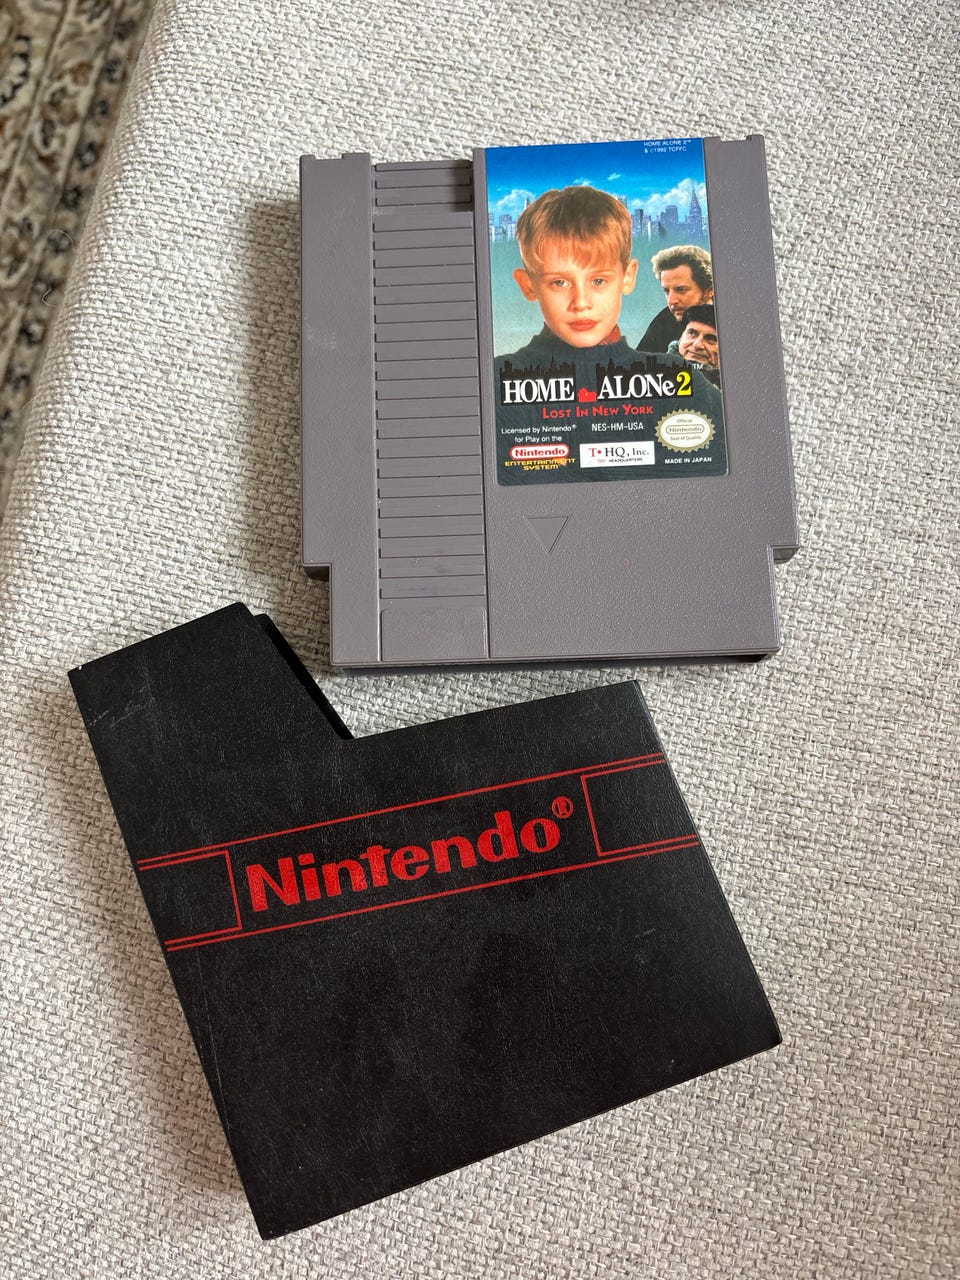 HOME ALONE 2™
& ©1992 TCFFC
HOME ALONe 2™
LOST IN NEW YORK
Licensed by Nintendo®
for Play on the
Nintendo
ENTERTAINMENT
SYSTEM®
NES-HM-USA
T•HQ, Inc.
TOY HEADQUARTERS
Official
Nintendo
Seal of Quality
MADE IN JAPAN
Nintendo®